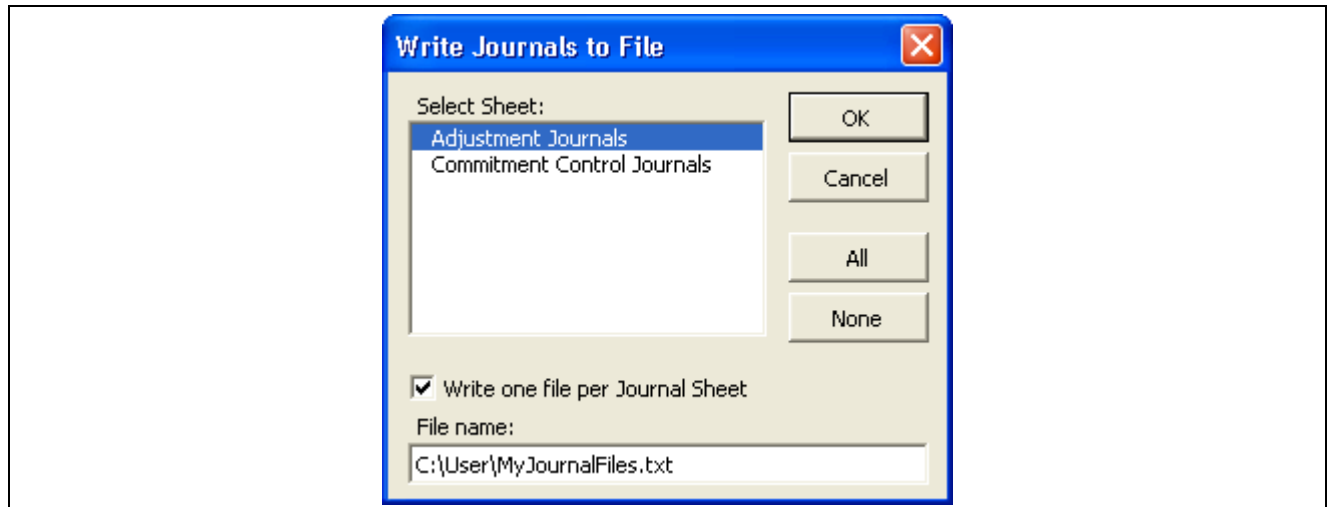 Write Journals to File
Select Sheet:
Adjustment Journals
Commitment Control Journals
OK
Cancel
All
None
Write one file per Journal Sheet
File name:
C:\User\MyJournalFiles.txt